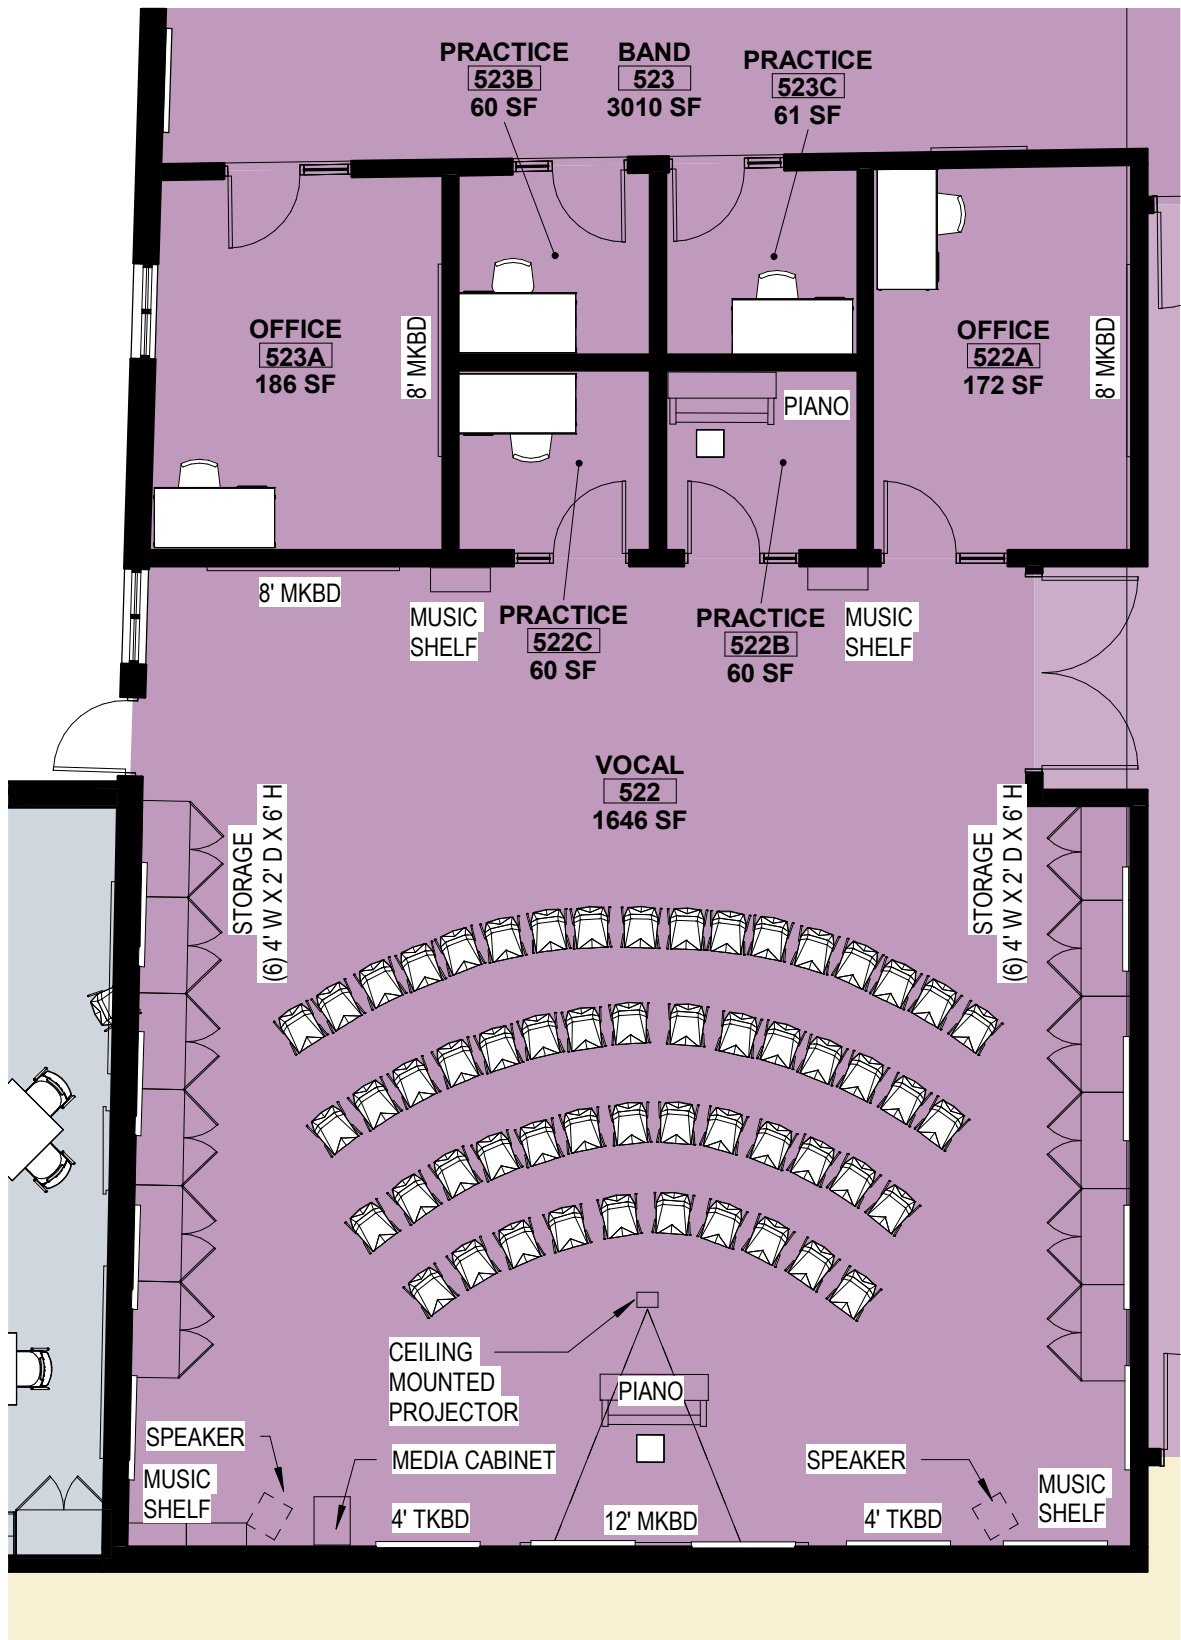 PRACTICE
523B
60 SF
BAND
523
3010 SF
PRACTICE
523C
61 SF
OFFICE
523A
186 SF
8' MKBD
OFFICE
522A
172 SF
8' MKBD
PIANO
8' MKBD
MUSIC
SHELF
PRACTICE
522C
60 SF
PRACTICE
522B
60 SF
MUSIC
SHELF
VOCAL
522
1646 SF
STORAGE
(6) 4' W X 2' D X 6' H
STORAGE
(6) 4' W X 2' D X 6' H
CEILING
MOUNTED
PROJECTOR
PIANO
SPEAKER
MEDIA CABINET
SPEAKER
MUSIC
SHELF
MUSIC
SHELF
4' TKBD
12' MKBD
4' TKBD